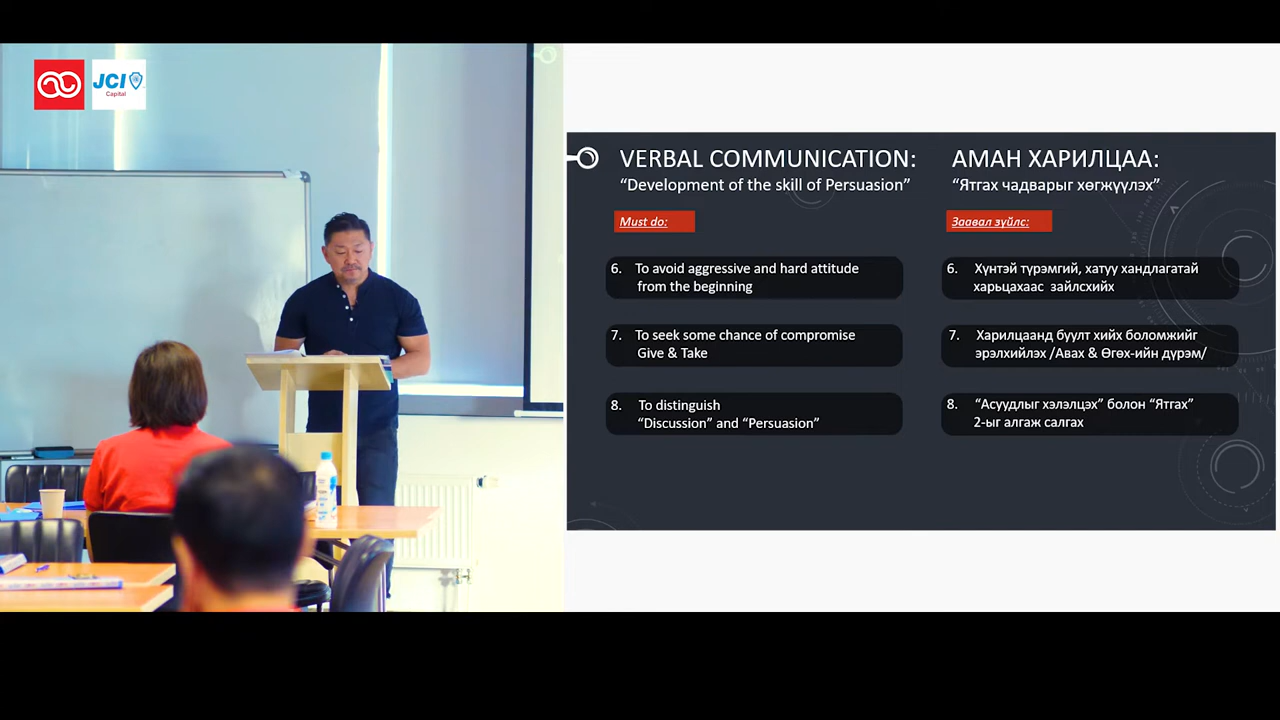 JCI
Capital
VERBAL COMMUNICATION:
“Development of the skill of Persuasion”
Must do:
6. To avoid aggressive and hard attitude
from the beginning
7. To seek some chance of compromise
Give & Take
8. To distinguish
“Discussion” and “Persuasion”
АМАН ХАРИЛЦАА:
“Ятгах чадварыг хөгжүүлэх”
Заавал зүйлс:
6. Хүнтэй түрэмгий, хатуу хандлагатай
харьцахаас зайлсхийх
7. Харилцаанд буулт хийх боломжийг
эрэлхийлэх /Авах & Өгөх-ийн дүрэм/
8. “Асуудлыг хэлэлцэх” болон “Ятгах”
2-ыг алгаж салгах